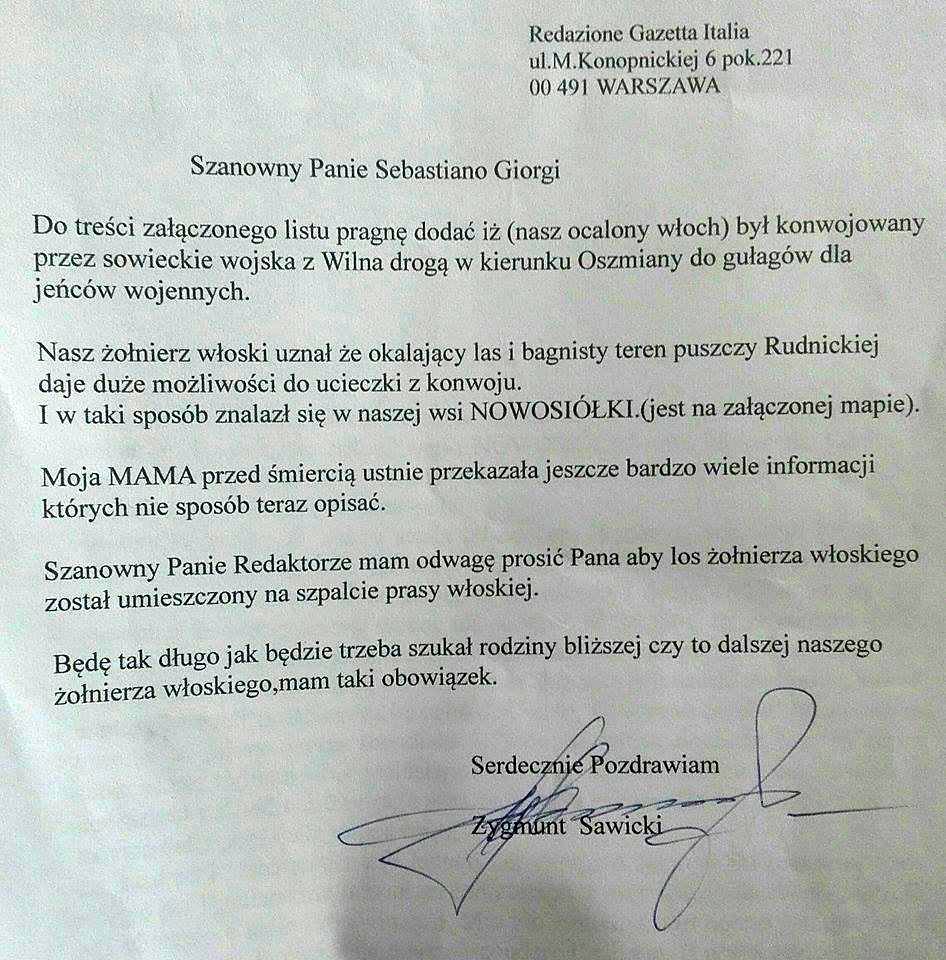 Redazione Gazetta Italia
ul.M.Konopnickiej 6 pok.221
00 491 WARSZAWA
Szanowny Panie Sebastiano Giorgi
Do treści załączonego listu pragnę dodać iż (nasz ocalony włoch) był konwojowany
przez sowieckie wojska z Wilna drogą w kierunku Oszmiany do gułagów dla
jeńców wojennych.
Nasz żołnierz włoski uznał że okalający las i bagnisty teren puszczy Rudnickiej
daje duże możliwości do ucieczki z konwoju.
I w taki sposób znalazł się w naszej wsi NOWOSIÓŁKI.(jest na załączonej mapie).
Moja MAMA przed śmiercią ustnie przekazała jeszcze bardzo wiele informacji
których nie sposób teraz opisać.
Szanowny Panie Redaktorze mam odwagę prosić Pana aby los żołnierza włoskiego
został umieszczony na szpalcie prasy włoskiej.
Będę tak długo jak będzie trzeba szukał rodziny bliższej czy to dalszej naszego
żołnierza włoskiego,mam taki obowiązek.
Serdecznie Pozdrawiam
Zygmunt Sawicki